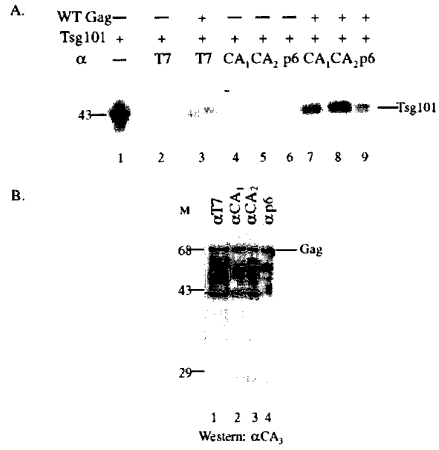 A.
WT Gag— — — + — — — + + +
Tsg101 + + + + + + + + +
α — T7 T7 CA1 CA2 p6 CA1 CA2 p6
43— —Tsg101
1 2 3 4 5 6 7 8 9
B.
M αT7 αCA1 αCA2 αp6
68— — Gag
43—
29—
1 2 3 4
Western: αCA3